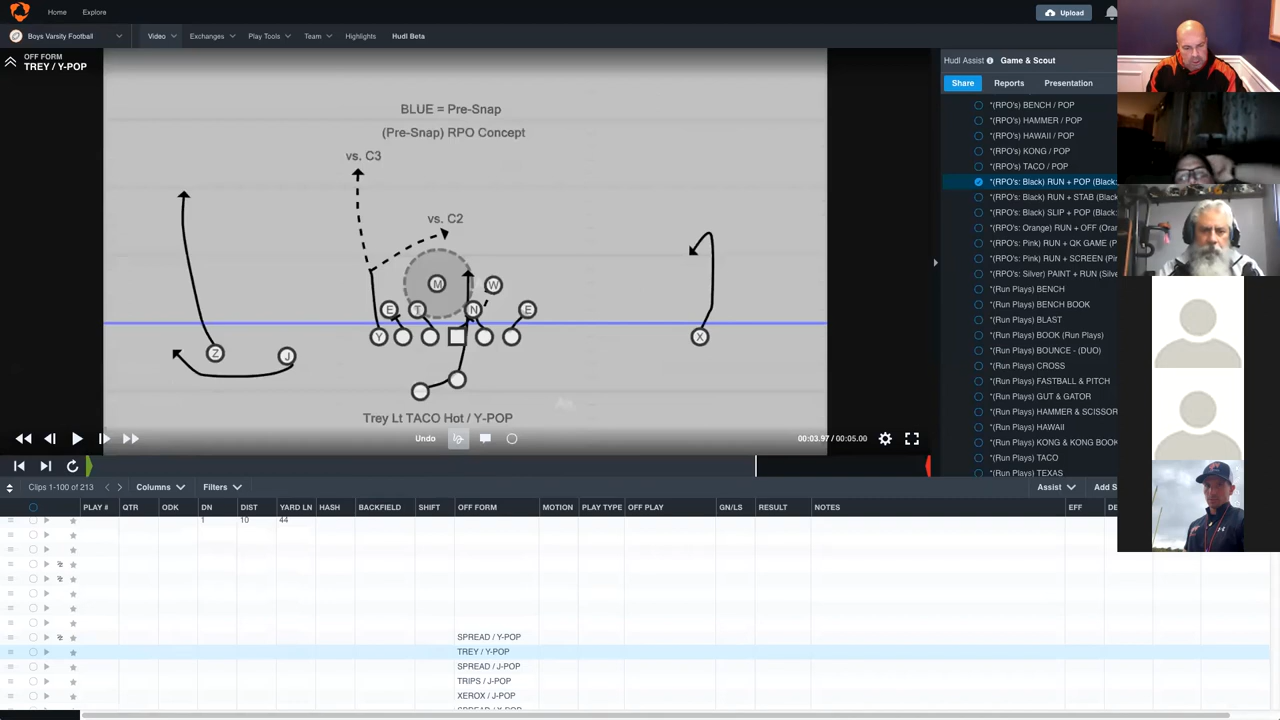 Home
Explore
Upload
Boys Varsity Football
Video
Exchanges
Play Tools
Team
Highlights
Hudl Beta
OFF FORM
TREY / Y-POP
BLUE = Pre-Snap
(Pre-Snap) RPO Concept
vs. C3
vs. C2
M
W
E
T
N
E
Y
X
Z
J
Trey Lt TACO Hot / Y-POP
Undo
00:03.97 / 00:05.00
Hudl Assist
Game & Scout
Share
Reports
Presentation
*(RPO's) BENCH / POP
*(RPO's) HAMMER / POP
*(RPO's) HAWAII / POP
*(RPO's) KONG / POP
*(RPO's) TACO / POP
*(RPO's: Black) RUN + POP (Black:
*(RPO's: Black) RUN + STAB (Black
*(RPO's: Black) SLIP + POP (Black:
*(RPO's: Orange) RUN + OFF (Oran
*(RPO's: Pink) RUN + QK GAME (P
*(RPO's: Pink) RUN + SCREEN (Pin
*(RPO's: Silver) PAINT + RUN (Silve
*(Run Plays) BENCH
*(Run Plays) BENCH BOOK
*(Run Plays) BLAST
*(Run Plays) BOOK (Run Plays)
*(Run Plays) BOUNCE - (DUO)
*(Run Plays) CROSS
*(Run Plays) FASTBALL & PITCH
*(Run Plays) GUT & GATOR
*(Run Plays) HAMMER & SCISSOR
*(Run Plays) HAWAII
*(Run Plays) KONG & KONG BOOK
*(Run Plays) TACO
*(Run Plays) TEXAS
Clips 1-100 of 213
Columns
Filters
Assist
Add S
PLAY # QTR ODK DN DIST YARD LN HASH BACKFIELD SHIFT OFF FORM MOTION PLAY TYPE OFF PLAY GN/LS RESULT NOTES EFF DE
1 10 44
SPREAD / Y-POP
TREY / Y-POP
SPREAD / J-POP
TRIPS / J-POP
XEROX / J-POP